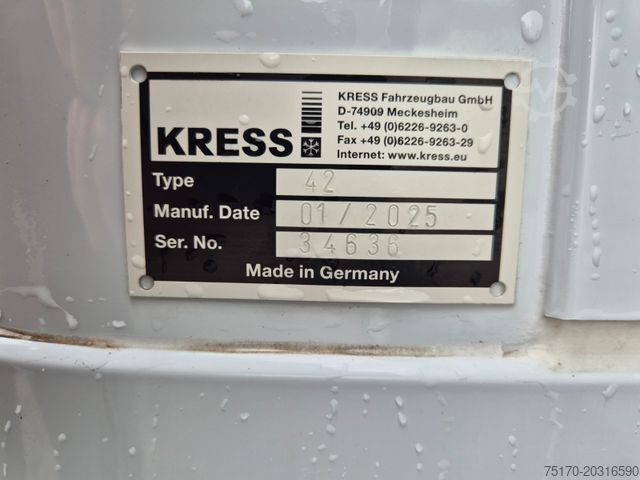 KRESS
KRESS Fahrzeugbau GmbH
D-74909 Meckesheim
Tel. +49 (0)6226-9263-0
Fax +49 (0)6226-9263-29
Internet: www.kress.eu
Type 42
Manuf. Date 01/2025
Ser. No. 34636
Made in Germany
75170-20316590